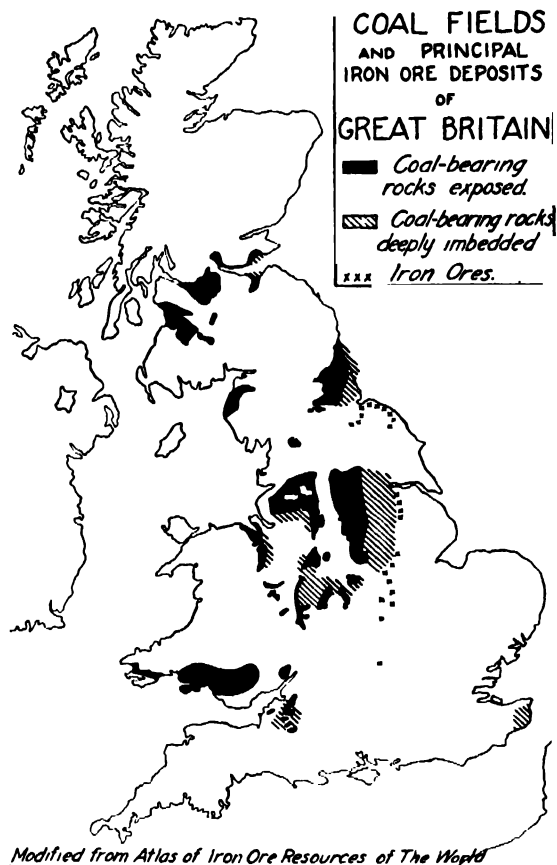 COAL FIELDS
AND PRINCIPAL
IRON ORE DEPOSITS
OF
GREAT BRITAIN
Coal-bearing
rocks exposed.
Coal-bearing rocks
deeply imbedded
xxx Iron Ores.
Modified from Atlas of Iron Ore Resources of The World